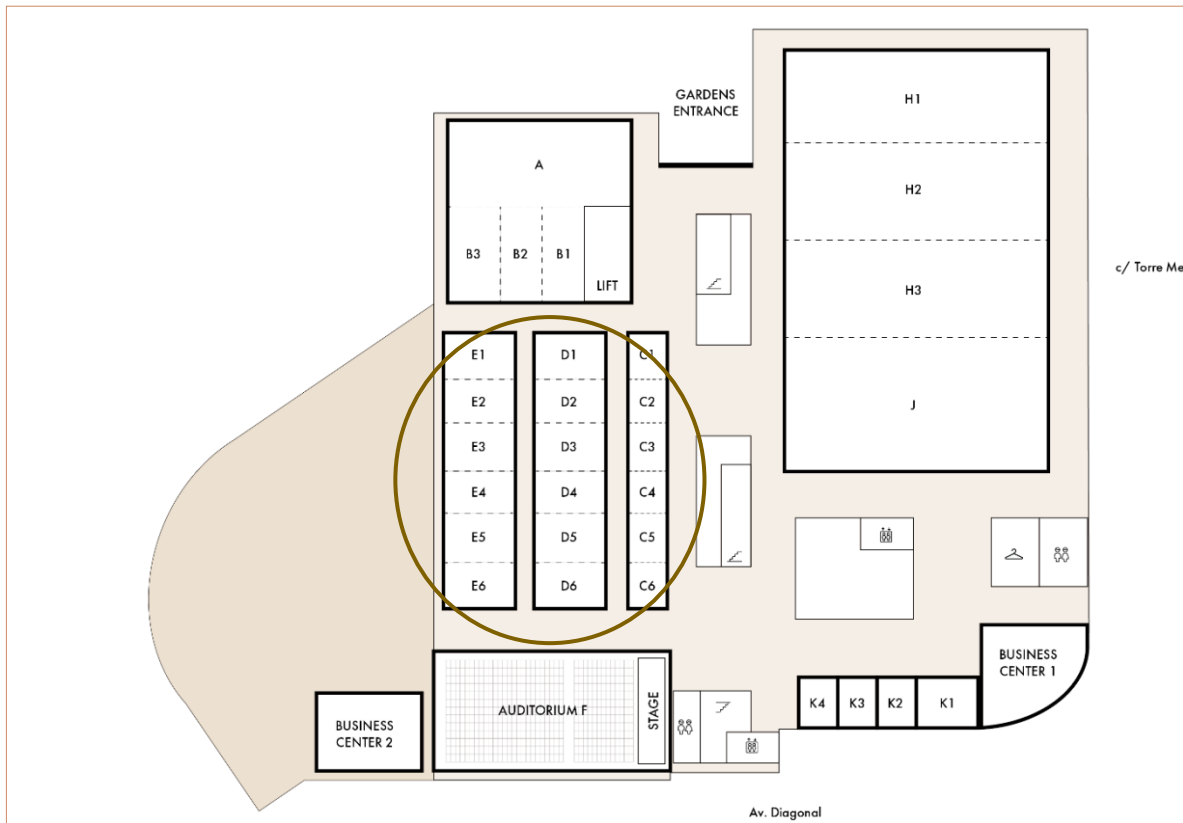 GARDENS
ENTRANCE
H1
A
H2
B3 B2 B1
LIFT
c/ Torre Me
H3
E1 D1 C1
E2 D2 C2
J
E3 D3 C3
E4 D4 C4
E5 D5 C5
E6 D6 C6
BUSINESS
CENTER 1
K4 K3 K2 K1
AUDITORIUM F
STAGE
BUSINESS
CENTER 2
Av. Diagonal